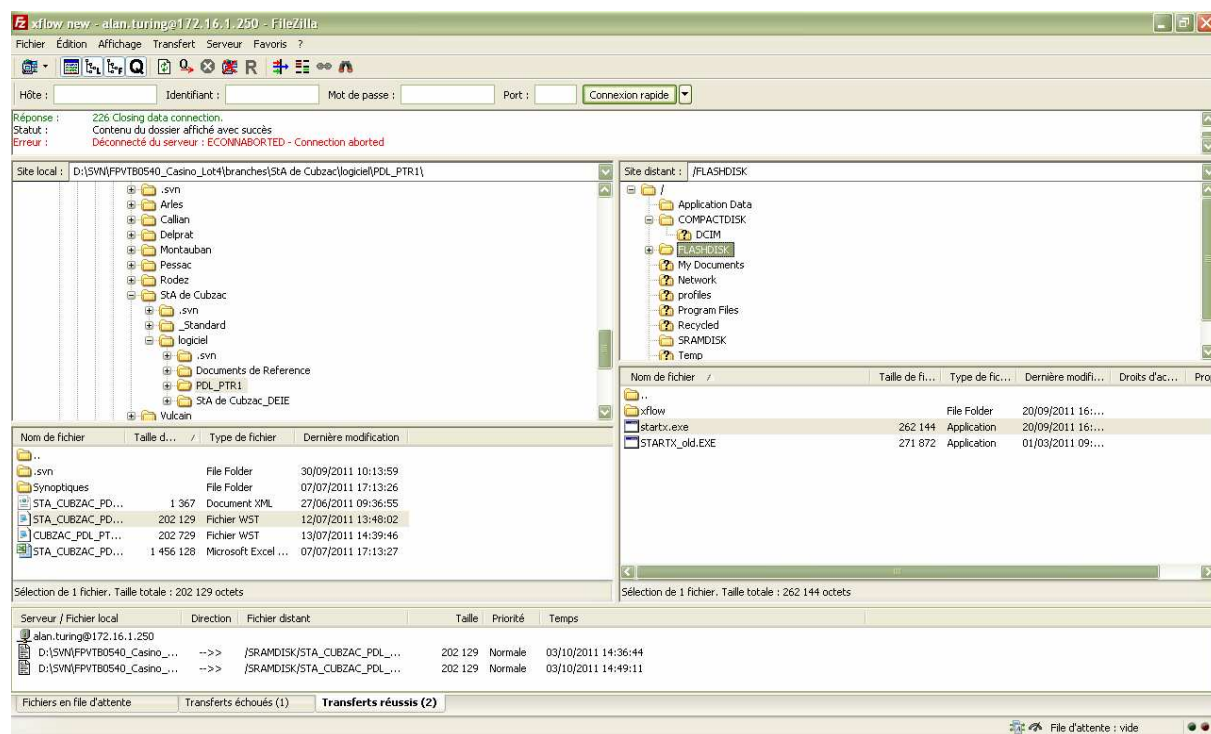 xflow new - alan.turing@172.16.1.250 - FileZilla
Fichier Édition Affichage Transfert Serveur Favoris ?
Hôte : Identifiant : Mot de passe : Port : Connexion rapide
Réponse : 226 Closing data connection.
Statut : Contenu du dossier affiché avec succès
Erreur : Déconnecté du serveur : ECONNABORTED - Connection aborted
Site local : D:\SVN\FPVTB0540_Casino_Lot4\branches\StA de Cubzac\logiciel\PDL_PTR1\
.svn
Arles
Callian
Delprat
Montauban
Pessac
Rodez
StA de Cubzac
.svn
_Standard
logiciel
.svn
Documents de Reference
PDL_PTR1
StA de Cubzac_DEIE
Vulcain
Nom de fichier Taille d... / Type de fichier Dernière modification
..
.svn File Folder 30/09/2011 10:13:59
Synoptiques File Folder 07/07/2011 17:13:26
STA_CUBZAC_PD... 1 367 Document XML 27/06/2011 09:36:55
STA_CUBZAC_PD... 202 129 Fichier WST 12/07/2011 13:48:02
CUBZAC_PDL_PT... 202 729 Fichier WST 13/07/2011 14:39:46
STA_CUBZAC_PD... 1 456 128 Microsoft Excel ... 07/07/2011 17:13:27
Sélection de 1 fichier. Taille totale : 202 129 octets
Site distant : /FLASHDISK
/
Application Data
COMPACTDISK
DCIM
FLASHDISK
My Documents
Network
profiles
Program Files
Recycled
SRAMDISK
Temp
Nom de fichier / Taille de fi... Type de fic... Dernière modifi... Droits d'ac... Pro
..
xflow File Folder 20/09/2011 16:...
startx.exe 262 144 Application 20/09/2011 16:...
STARTX_old.EXE 271 872 Application 01/03/2011 09:...
Sélection de 1 fichier. Taille totale : 262 144 octets
Serveur / Fichier local Direction Fichier distant Taille Priorité Temps
alan.turing@172.16.1.250
D:\SVN\FPVTB0540_Casino_... -->> /SRAMDISK/STA_CUBZAC_PDL_... 202 129 Normale 03/10/2011 14:36:44
D:\SVN\FPVTB0540_Casino_... -->> /SRAMDISK/STA_CUBZAC_PDL_... 202 129 Normale 03/10/2011 14:49:11
Fichiers en file d'attente Transferts échoués (1) Transferts réussis (2)
File d'attente : vide